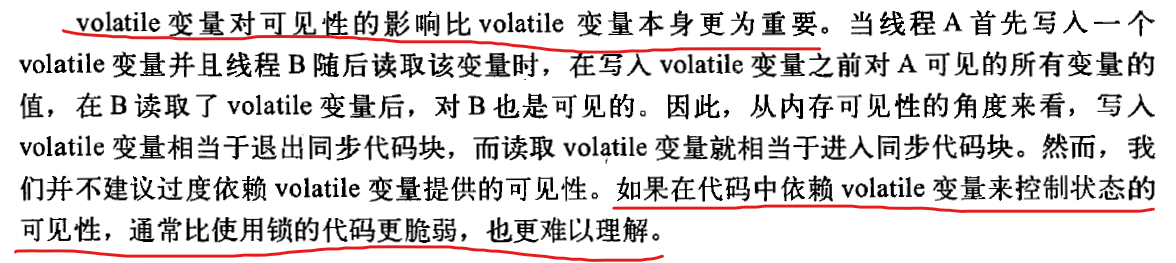 volatile 变量对可见性的影响比 volatile 变量本身更为重要。当线程 A 首先写入一个
volatile 变量并且线程 B 随后读取该变量时，在写入 volatile 变量之前对 A 可见的所有变量的
值，在 B 读取了 volatile 变量后，对 B 也是可见的。因此，从内存可见性的角度来看，写入
volatile 变量相当于退出同步代码块，而读取 volatile 变量就相当于进入同步代码块。然而，我
们并不建议过度依赖 volatile 变量提供的可见性。如果在代码中依赖 volatile 变量来控制状态的
可见性，通常比使用锁的代码更脆弱，也更难以理解。